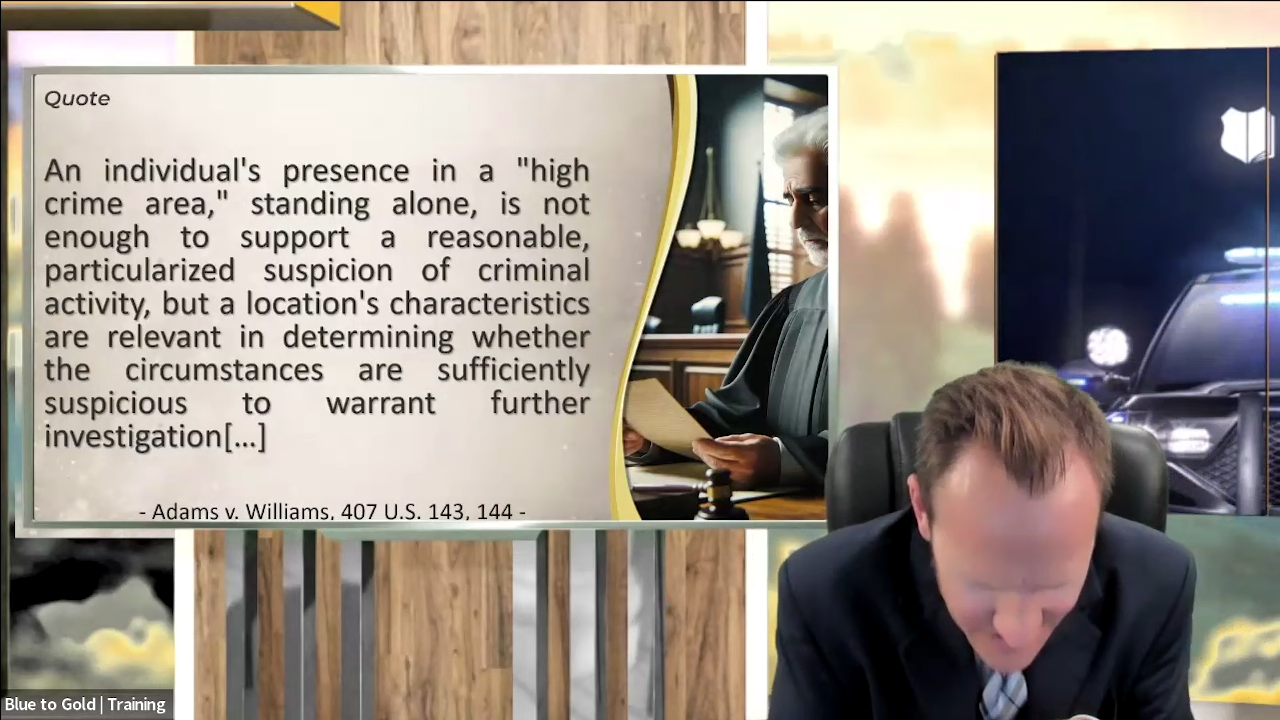 Quote
An individual's presence in a "high
crime area," standing alone, is not
enough to support a reasonable,
particularized suspicion of criminal
activity, but a location's characteristics
are relevant in determining whether
the circumstances are sufficiently
suspicious to warrant further
investigation[...]
- Adams v. Williams, 407 U.S. 143, 144 -
Blue to Gold | Training